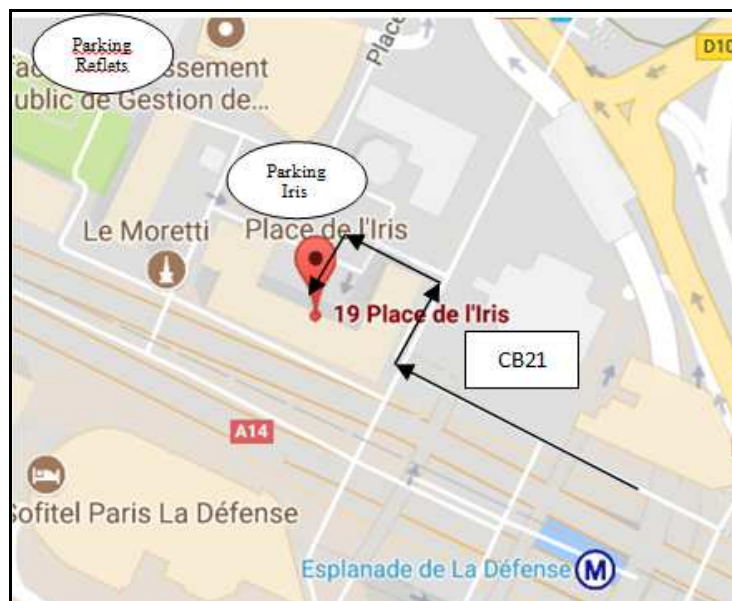 Parking
Reflets
Place
D10
ssement
ublic de Gestion de...
Parking
Iris
Le Moretti
Place de l'Iris
19 Place de l'Iris
CB21
A14
Sofitel Paris La Défense
Esplanade de La Défense
M